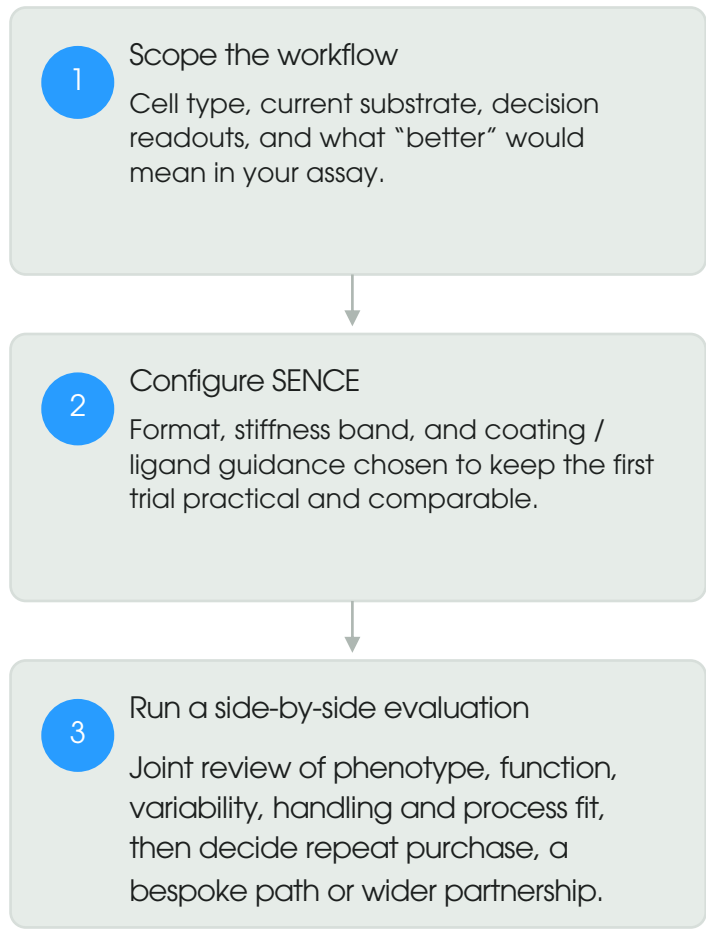 1
Scope the workflow
Cell type, current substrate, decision
readouts, and what “better” would
mean in your assay.
2
Configure SENCE
Format, stiffness band, and coating /
ligand guidance chosen to keep the first
trial practical and comparable.
3
Run a side-by-side evaluation
Joint review of phenotype, function,
variability, handling and process fit,
then decide repeat purchase, a
bespoke path or wider partnership.